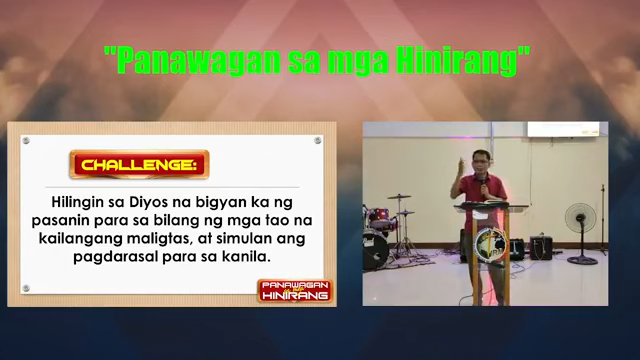 "Panawagan sa mga Hinirang"
CHALLENGE:
Hilingin sa Diyos na bigyan ka ng
pasanin para sa bilang ng mga tao na
kailangang maligtas, at simulan ang
pagdarasal para sa kanila.
PANAWAGAN
HINIRANG